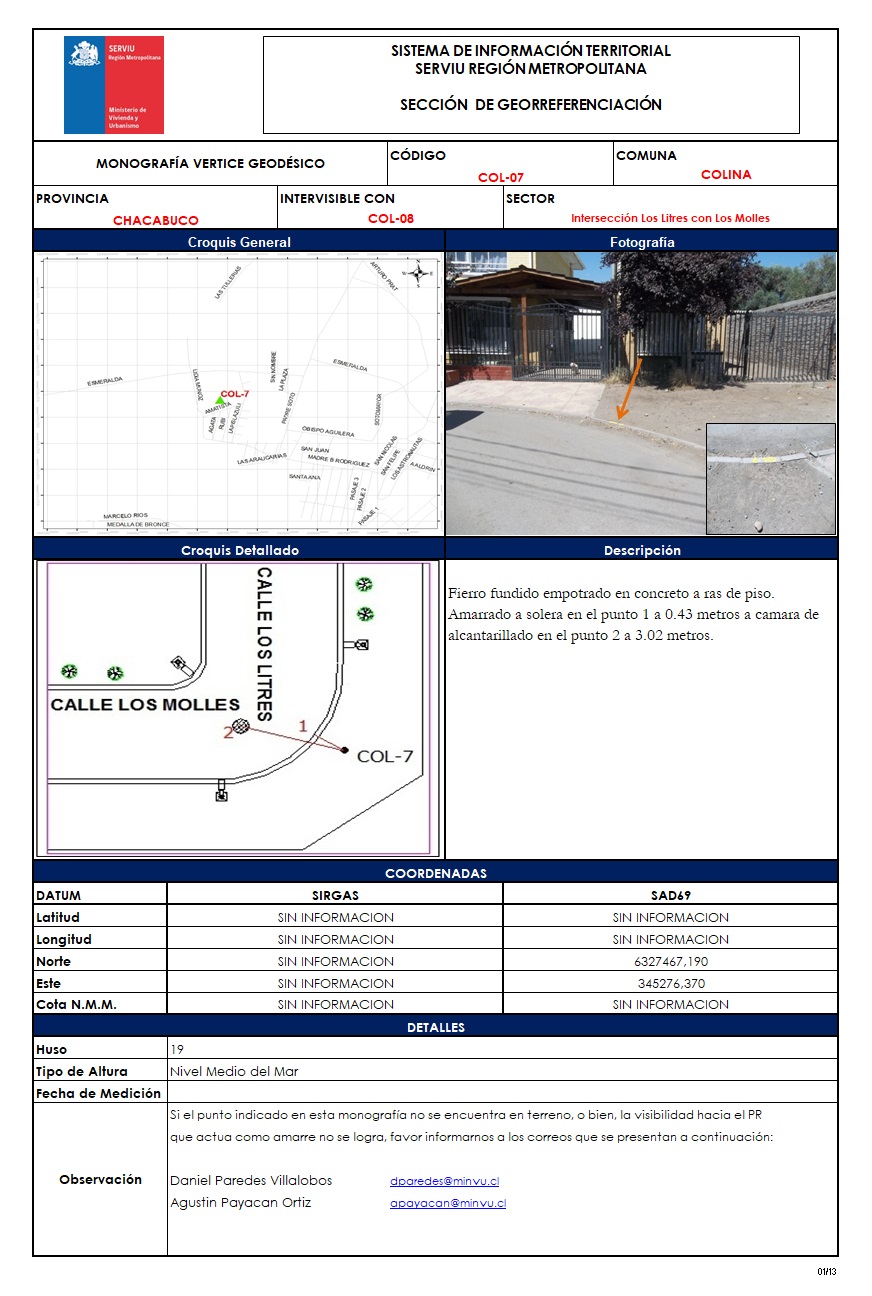 SERVIU
Región Metropolitana
Ministerio de
Vivienda y
Urbanismo
SISTEMA DE INFORMACIÓN TERRITORIAL
SERVIU REGIÓN METROPOLITANA
SECCIÓN DE GEORREFERENCIACIÓN
MONOGRAFÍA VERTICE GEODÉSICO
CÓDIGO
COL-07
COMUNA
COLINA
PROVINCIA
CHACABUCO
INTERVISIBLE CON
COL-08
SECTOR
Intersección Los Litres con Los Molles
Croquis General
Fotografía
LAS TULLERIAS
ARTURO PRAT
N
W
E
S
ESMERALDA
LIGIA MUNOZ
SIN NOMBRE
LA PLAZA
ESMERALDA
COL-7
AMATISTA
AGATA
RUBI
LAPIELAZULI
PADRE SOTO
SOTOMAYOR
OBISPO AGUILERA
SAN JUAN
MADRE B RODRIGUEZ
LAS ARAUCARIAS
SAN NICOLAS
SAN FELIPE
LOS ASTRONAUTAS
A ALDRIN
SANTA ANA
PASAJE 3
PASAJE 2
PASAJE 1
MARCELO RIOS
MEDALLA DE BRONCE
Croquis Detallado
Descripción
CALLE LOS LITRES
CALLE LOS MOLLES
2
1
COL-7
Fierro fundido empotrado en concreto a ras de piso.
Amarrado a solera en el punto 1 a 0.43 metros a camara de
alcantarillado en el punto 2 a 3.02 metros.
COORDENADAS
DATUM SIRGAS SAD69
Latitud SIN INFORMACION SIN INFORMACION
Longitud SIN INFORMACION SIN INFORMACION
Norte SIN INFORMACION 6327467,190
Este SIN INFORMACION 345276,370
Cota N.M.M. SIN INFORMACION SIN INFORMACION
DETALLES
Huso 19
Tipo de Altura Nivel Medio del Mar
Fecha de Medición
Observación
Si el punto indicado en esta monografía no se encuentra en terreno, o bien, la visibilidad hacia el PR
que actua como amarre no se logra, favor informarnos a los correos que se presentan a continuación:
Daniel Paredes Villalobos dparedes@minvu.cl
Agustin Payacan Ortiz apayacan@minvu.cl
01/13